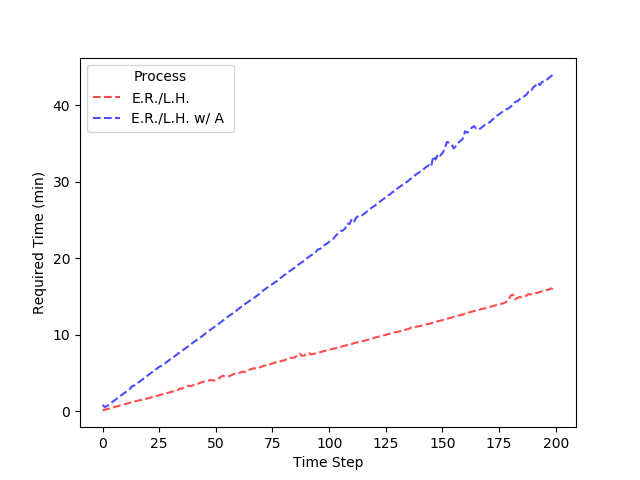 Process
E.R./L.H.
E.R./L.H. w/ A
40
30
20
10
0
Required Time (min)
0 25 50 75 100 125 150 175 200
Time Step